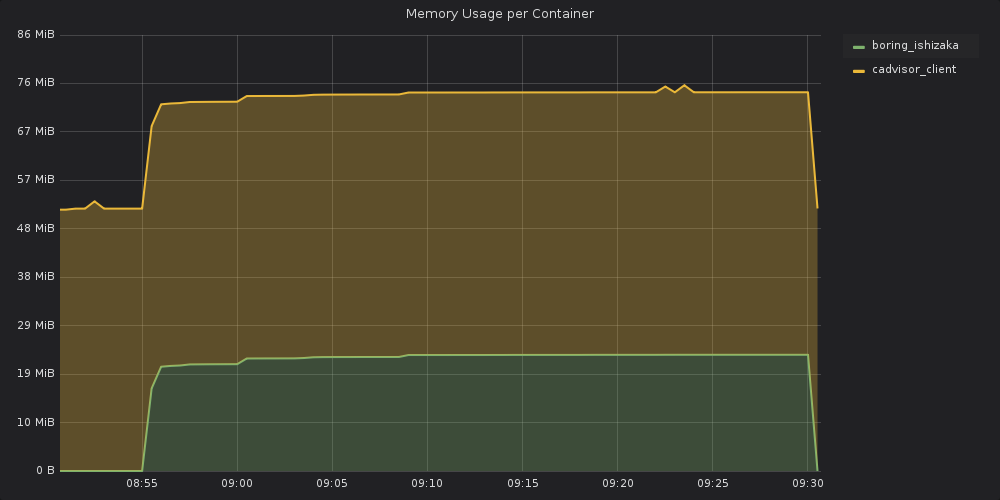 Memory Usage per Container
86 MiB
76 MiB
67 MiB
57 MiB
48 MiB
38 MiB
29 MiB
19 MiB
10 MiB
0 B
08:55
09:00
09:05
09:10
09:15
09:20
09:25
09:30
boring_ishizaka
cadvisor_client